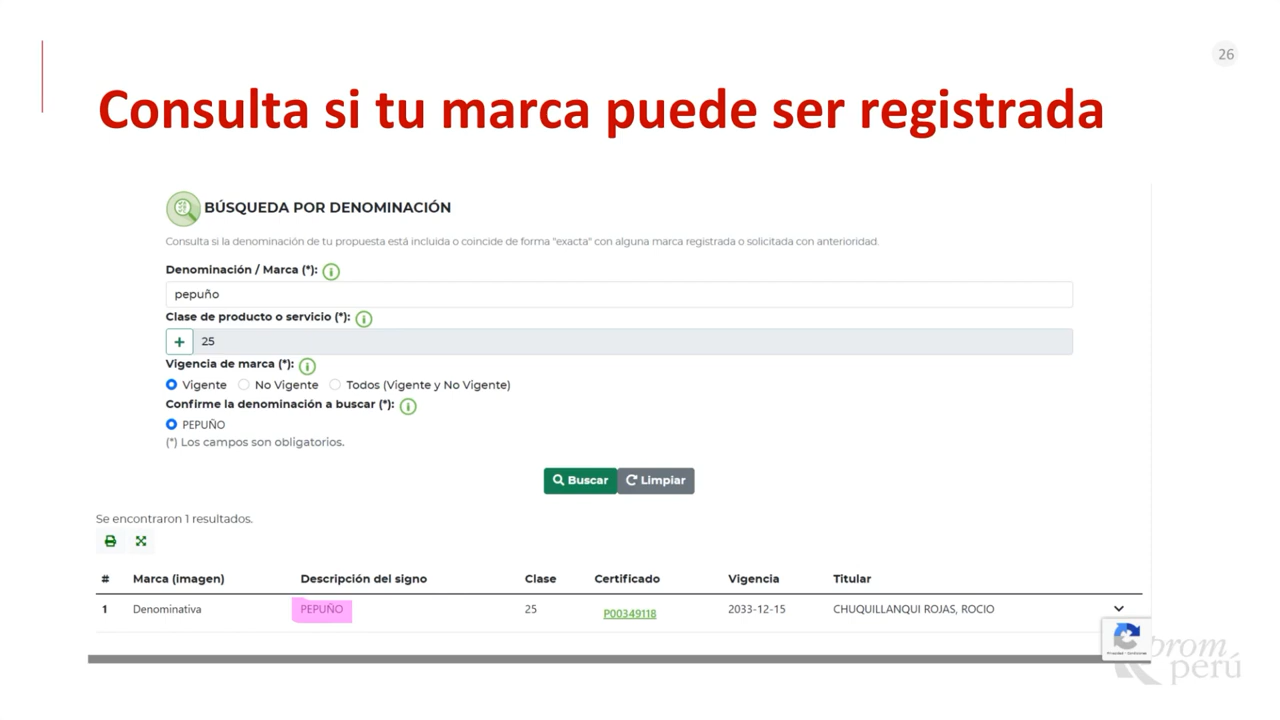 26
Consulta si tu marca puede ser registrada
BÚSQUEDA POR DENOMINACIÓN
Consulta si la denominación de tu propuesta está incluida o coincide de forma "exacta" con alguna marca registrada o solicitada con anterioridad.
Denominación / Marca (*): i
pepuño
Clase de producto o servicio (*): i
+ 25
Vigencia de marca (*): i
Vigente No Vigente Todos (Vigente y No Vigente)
Confirme la denominación a buscar (*): i
PEPUÑO
(*) Los campos son obligatorios.
Buscar Limpiar
Se encontraron 1 resultados.
# Marca (imagen) Descripción del signo Clase Certificado Vigencia Titular
1 Denominativa PEPUÑO 25 P00349118 2033-12-15 CHUQUILLANQUI ROJAS, ROCIO
prom
perú